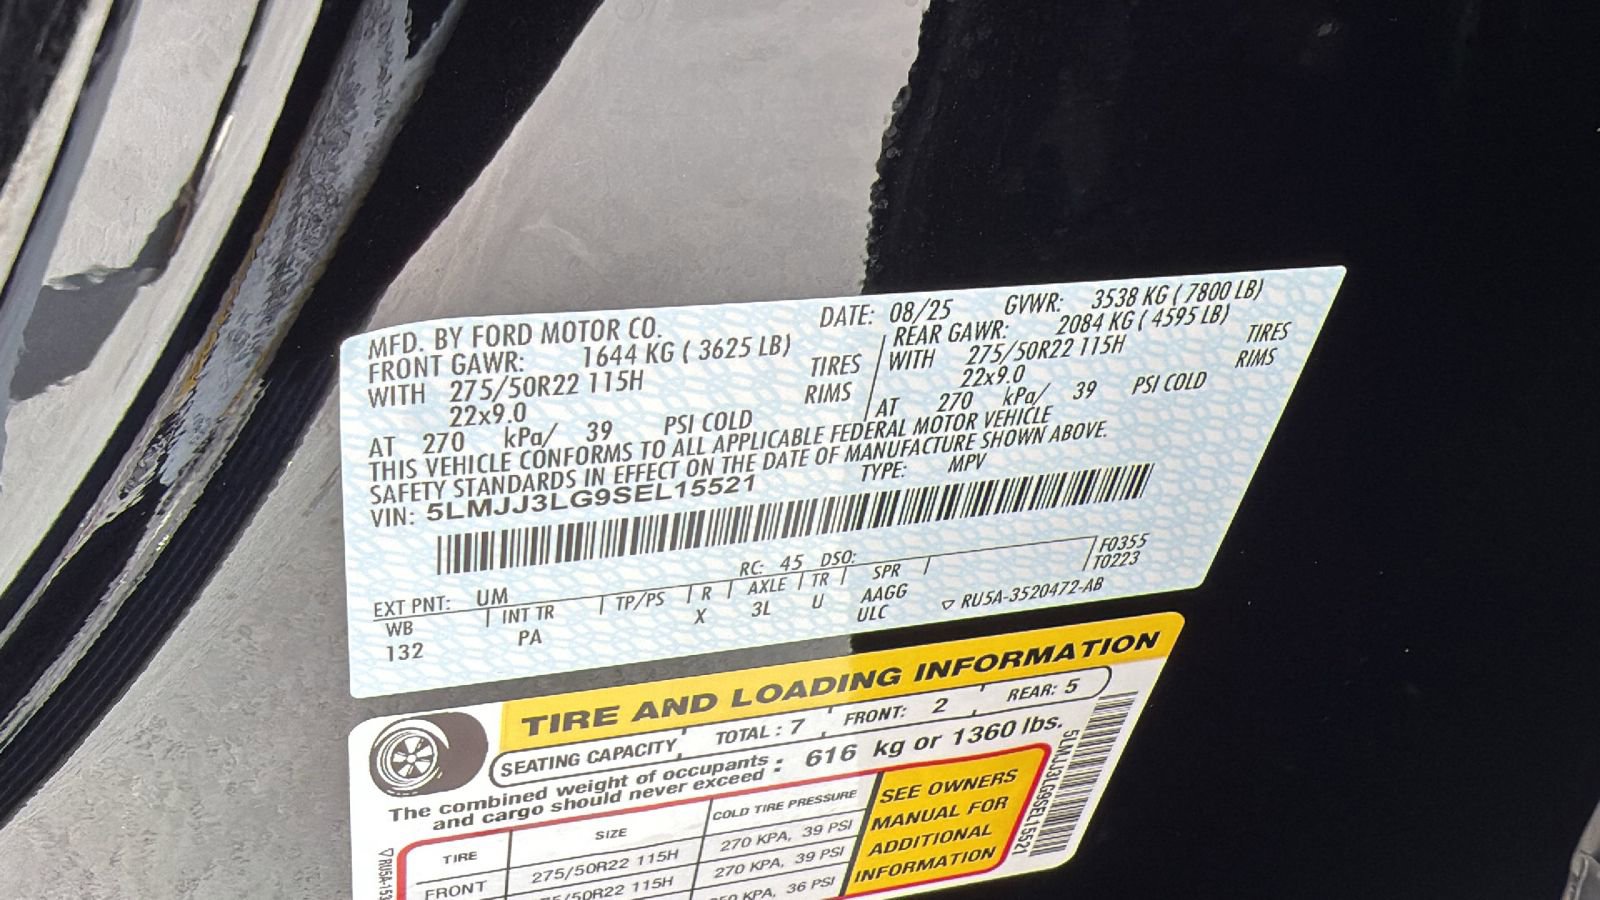 MFD. BY FORD MOTOR CO.
DATE: 08/25 GVWR: 3538 KG ( 7800 LB)
FRONT GAWR: 1644 KG ( 3625 LB)
REAR GAWR: 2084 KG ( 4595 LB)
WITH 275/50R22 115H TIRES
WITH 275/50R22 115H TIRES
22x9.0 RIMS
22x9.0 RIMS
AT 270 kPa/ 39 PSI COLD
AT 270 kPa/ 39 PSI COLD
THIS VEHICLE CONFORMS TO ALL APPLICABLE FEDERAL MOTOR VEHICLE
SAFETY STANDARDS IN EFFECT ON THE DATE OF MANUFACTURE SHOWN ABOVE.
VIN: 5LMJJ3LG9SEL15521 TYPE: MPV
EXT PNT: UM RC: 45 DSO: F0355
T0223
WB INT TR TP/PS R AXLE TR SPR
132 PA X 3L U AAGG
ULC ▽ RU5A-3520472-AB
TIRE AND LOADING INFORMATION
SEATING CAPACITY TOTAL : 7 FRONT: 2 REAR: 5
The combined weight of occupants
and cargo should never exceed : 616 kg or 1360 lbs.
TIRE SIZE COLD TIRE PRESSURE
FRONT 275/50R22 115H 270 KPA, 39 PSI
275/50R22 115H 270 KPA, 39 PSI
36 PSI
SEE OWNERS
MANUAL FOR
ADDITIONAL
INFORMATION
5LMJJ3LG9SEL15521